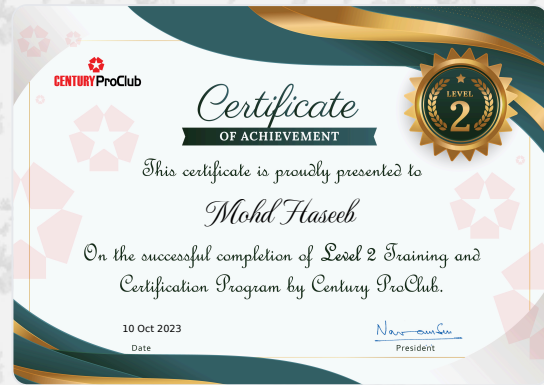 CENTURY ProClub
Certificate
OF ACHIEVEMENT
LEVEL
2
This certificate is proudly presented to
Mohd Haseeb
On the successful completion of Level 2 Training and
Certification Program by Century ProClub.
10 Oct 2023
Date
President